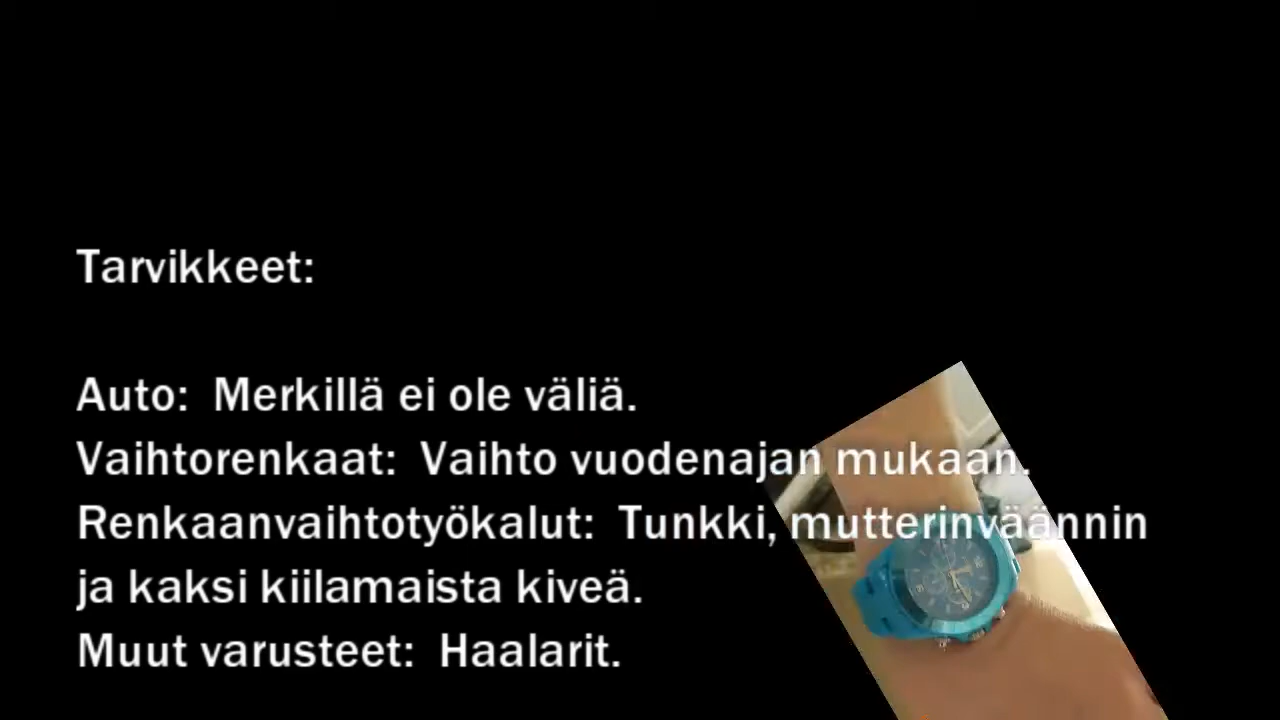 Tarvikkeet:
Auto: Merkillä ei ole väliä.
Vaihtorenkaat: Vaihto vuodenajan mukaan.
Renkaanvaihtotyökalut: Tunkki, mutterinväännin
ja kaksi kiilamaista kiveä.
Muut varusteet: Haalarit.